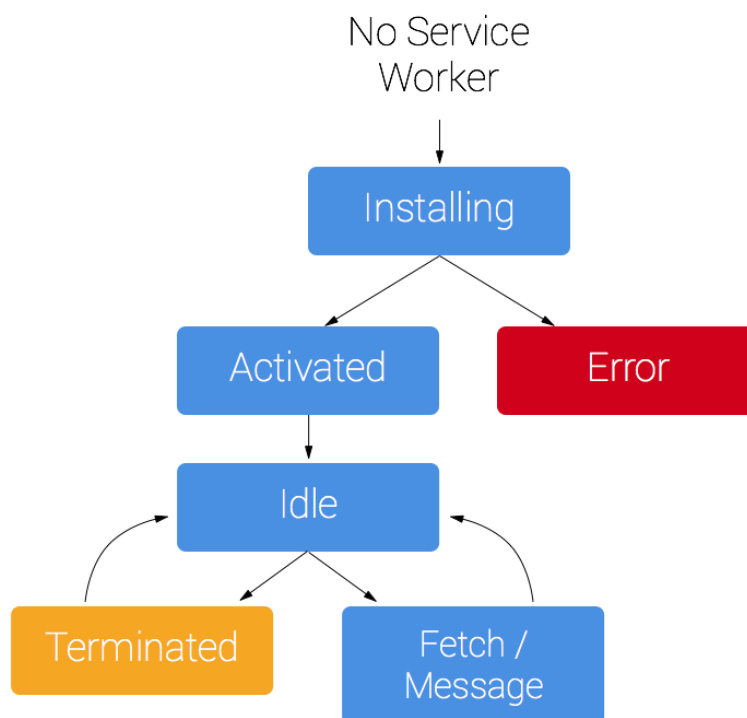 No Service
Worker
Installing
Activated
Error
Idle
Terminated
Fetch /
Message